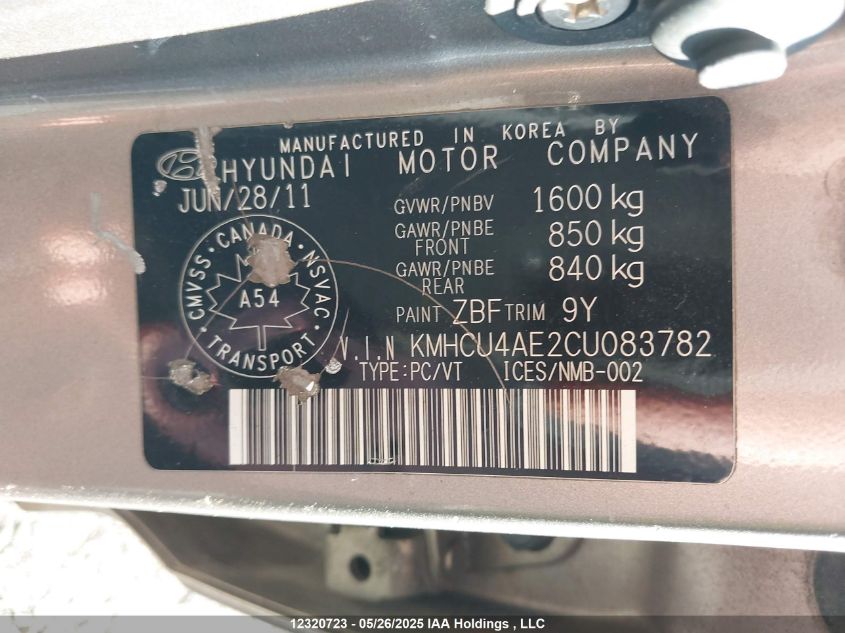 MANUFACTURED IN KOREA BY
HYUNDAI MOTOR COMPANY
JUN/28/11
GVWR/PNBV 1600 kg
GAWR/PNBE FRONT 850 kg
GAWR/PNBE REAR 840 kg
CMVSS · CANADA · NSVAC · TRANSPORT ·
A54
PAINT ZBF TRIM 9Y
V.I.N KMHCU4AE2CU083782
TYPE:PC/VT ICES/NMB-002
12320723 - 05/26/2025 IAA Holdings , LLC